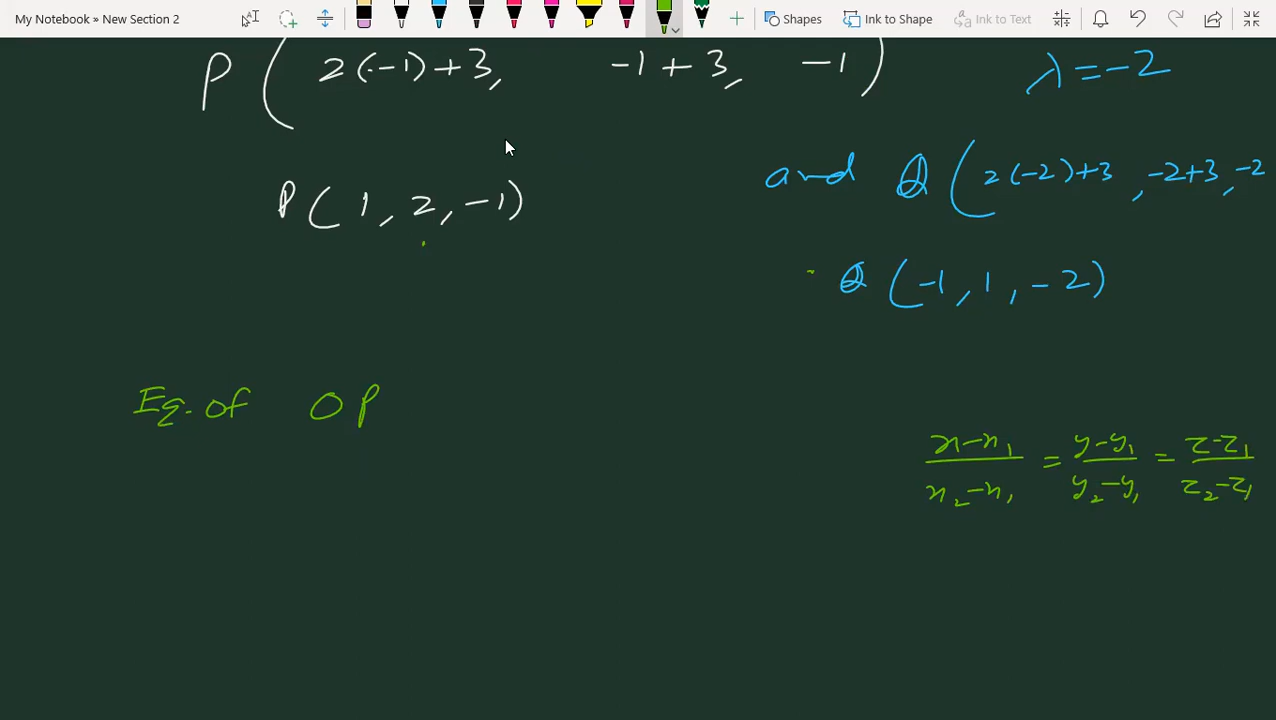 My Notebook » New Section 2
Shapes
Ink to Shape
Ink to Text
P ( 2(-1)+3, -1+3, -1)
λ = -2
and Q ( 2(-2)+3 , -2+3, -2
P ( 1, 2, -1)
Q ( -1, 1, -2)
Eq. of OP
x-x₁/x₂-x₁ = y-y₁/y₂-y₁ = z-z₁/z₂-z₁